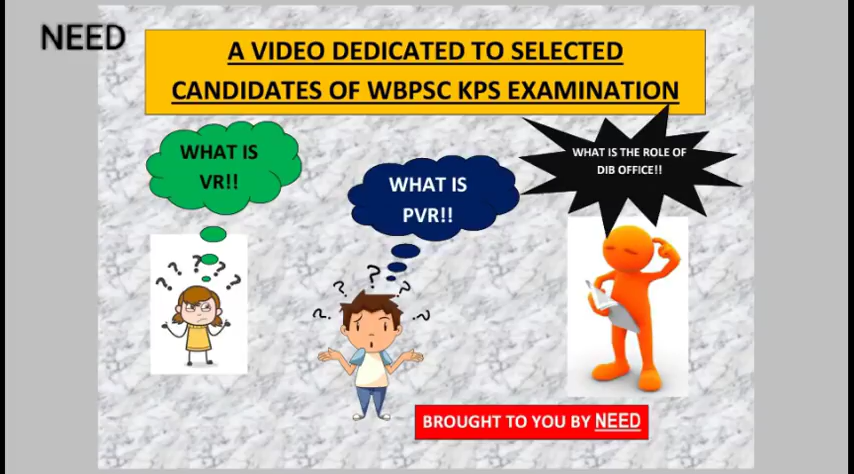 NEED
A VIDEO DEDICATED TO SELECTED
CANDIDATES OF WBPSC KPS EXAMINATION
WHAT IS
VR!!
WHAT IS
PVR!!
WHAT IS THE ROLE OF
DIB OFFICE!!
? ? ? ? ?
? ? ? ? ?
BROUGHT TO YOU BY NEED